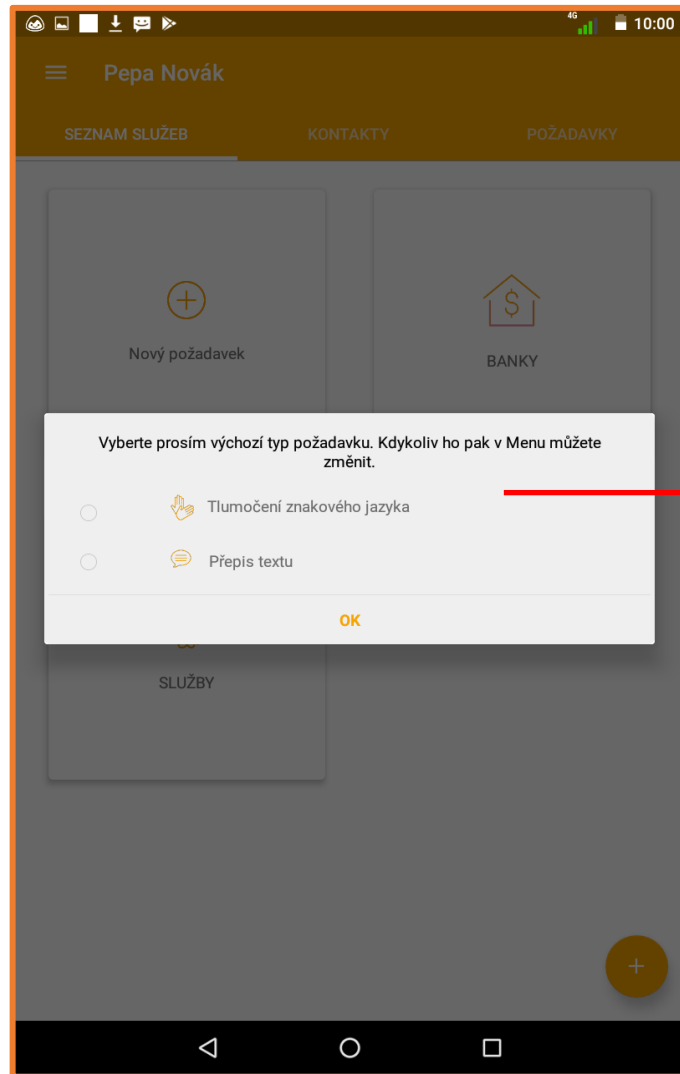 4G
10:00
Pepa Novák
SEZNAM SLUŽEB
KONTAKTY
POŽADAVKY
Nový požadavek
$
BANKY
Vyberte prosím výchozí typ požadavku. Kdykoliv ho pak v Menu můžete
změnit.
Tlumočení znakového jazyka
Přepis textu
OK
SLUŽBY
+